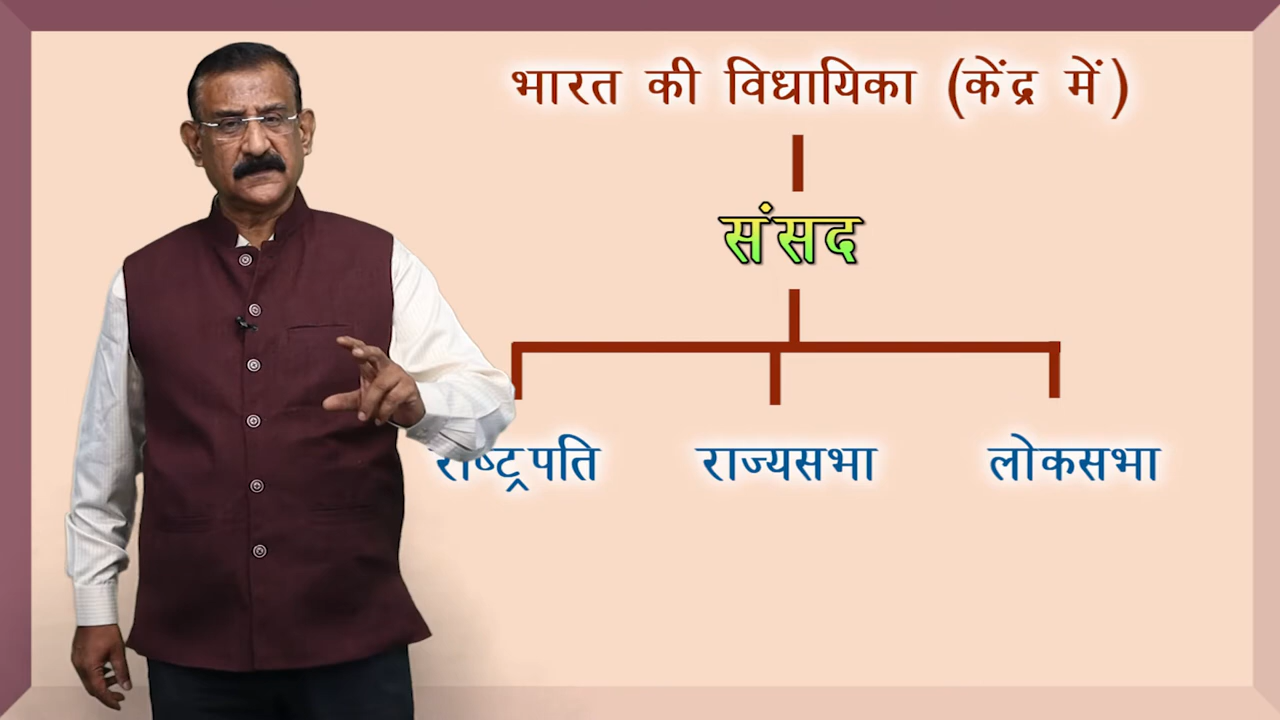 भारत की विधायिका (केंद्र में)
संसद
राष्ट्रपति राज्यसभा लोकसभा